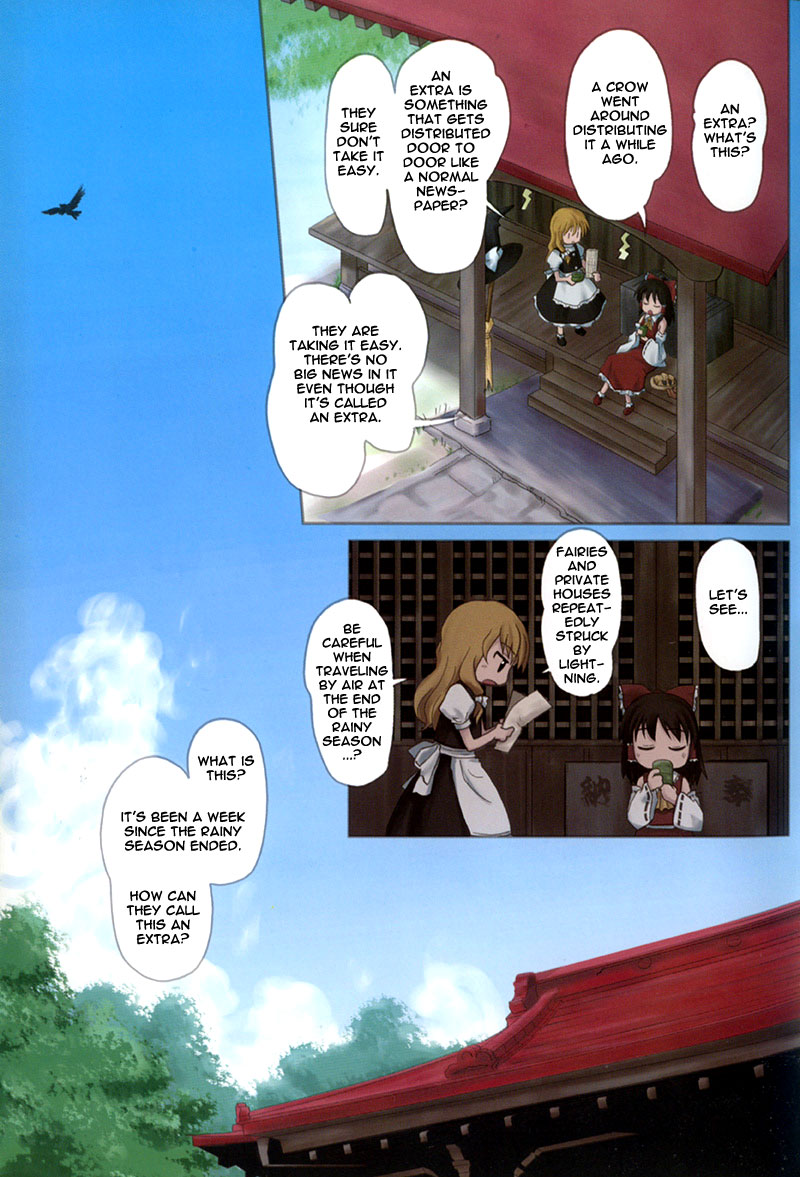 AN
EXTRA?
WHAT'S
THIS?
A CROW
WENT
AROUND
DISTRIBUTING
IT A WHILE
AGO.
AN
EXTRA IS
SOMETHING
THAT GETS
DISTRIBUTED
DOOR TO
DOOR LIKE
A NORMAL
NEWS-
PAPER?
THEY
SURE
DON'T
TAKE IT
EASY.
THEY ARE
TAKING IT EASY.
THERE'S NO
BIG NEWS IN IT
EVEN THOUGH
IT'S CALLED
AN EXTRA.
LET'S
SEE...
FAIRIES
AND
PRIVATE
HOUSES
REPEAT-
EDLY
STRUCK
BY
LIGHT-
NING.
BE
CAREFUL
WHEN
TRAVELING
BY AIR AT
THE END
OF THE
RAINY
SEASON
...?
奉
納
WHAT IS
THIS?
IT'S BEEN A WEEK
SINCE THE RAINY
SEASON ENDED.
HOW CAN
THEY CALL
THIS AN
EXTRA?